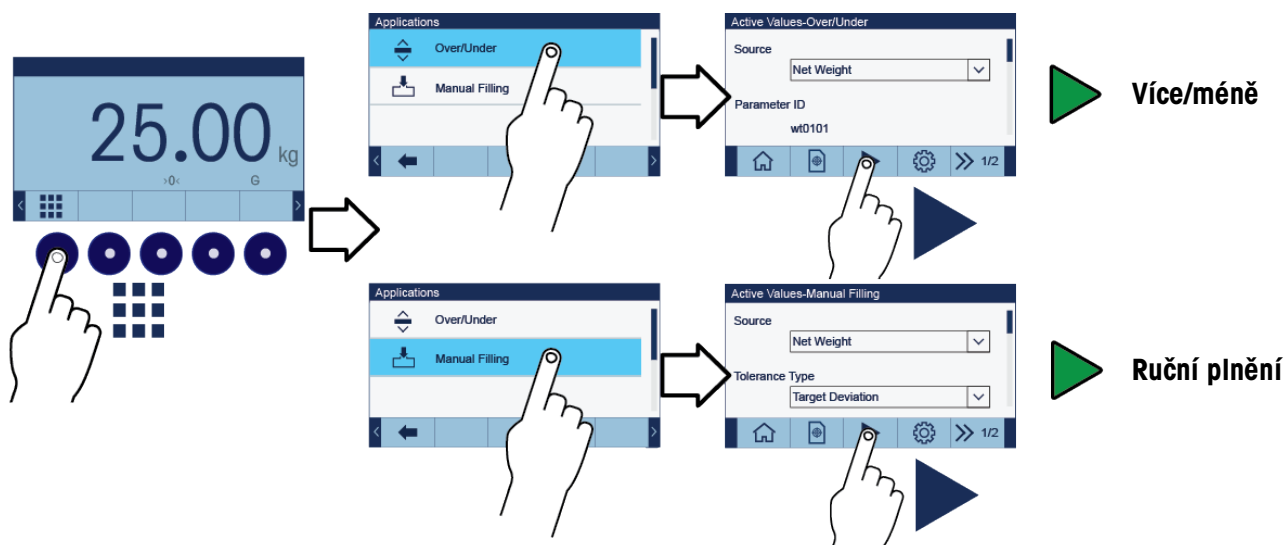 25.00 kg
>0< G
Applications
Over/Under
Manual Filling
Active Values-Over/Under
Source
Net Weight
Parameter ID
wt0101
1/2
Více/méně
Applications
Over/Under
Manual Filling
Active Values-Manual Filling
Source
Net Weight
Tolerance Type
Target Deviation
1/2
Ruční plnění